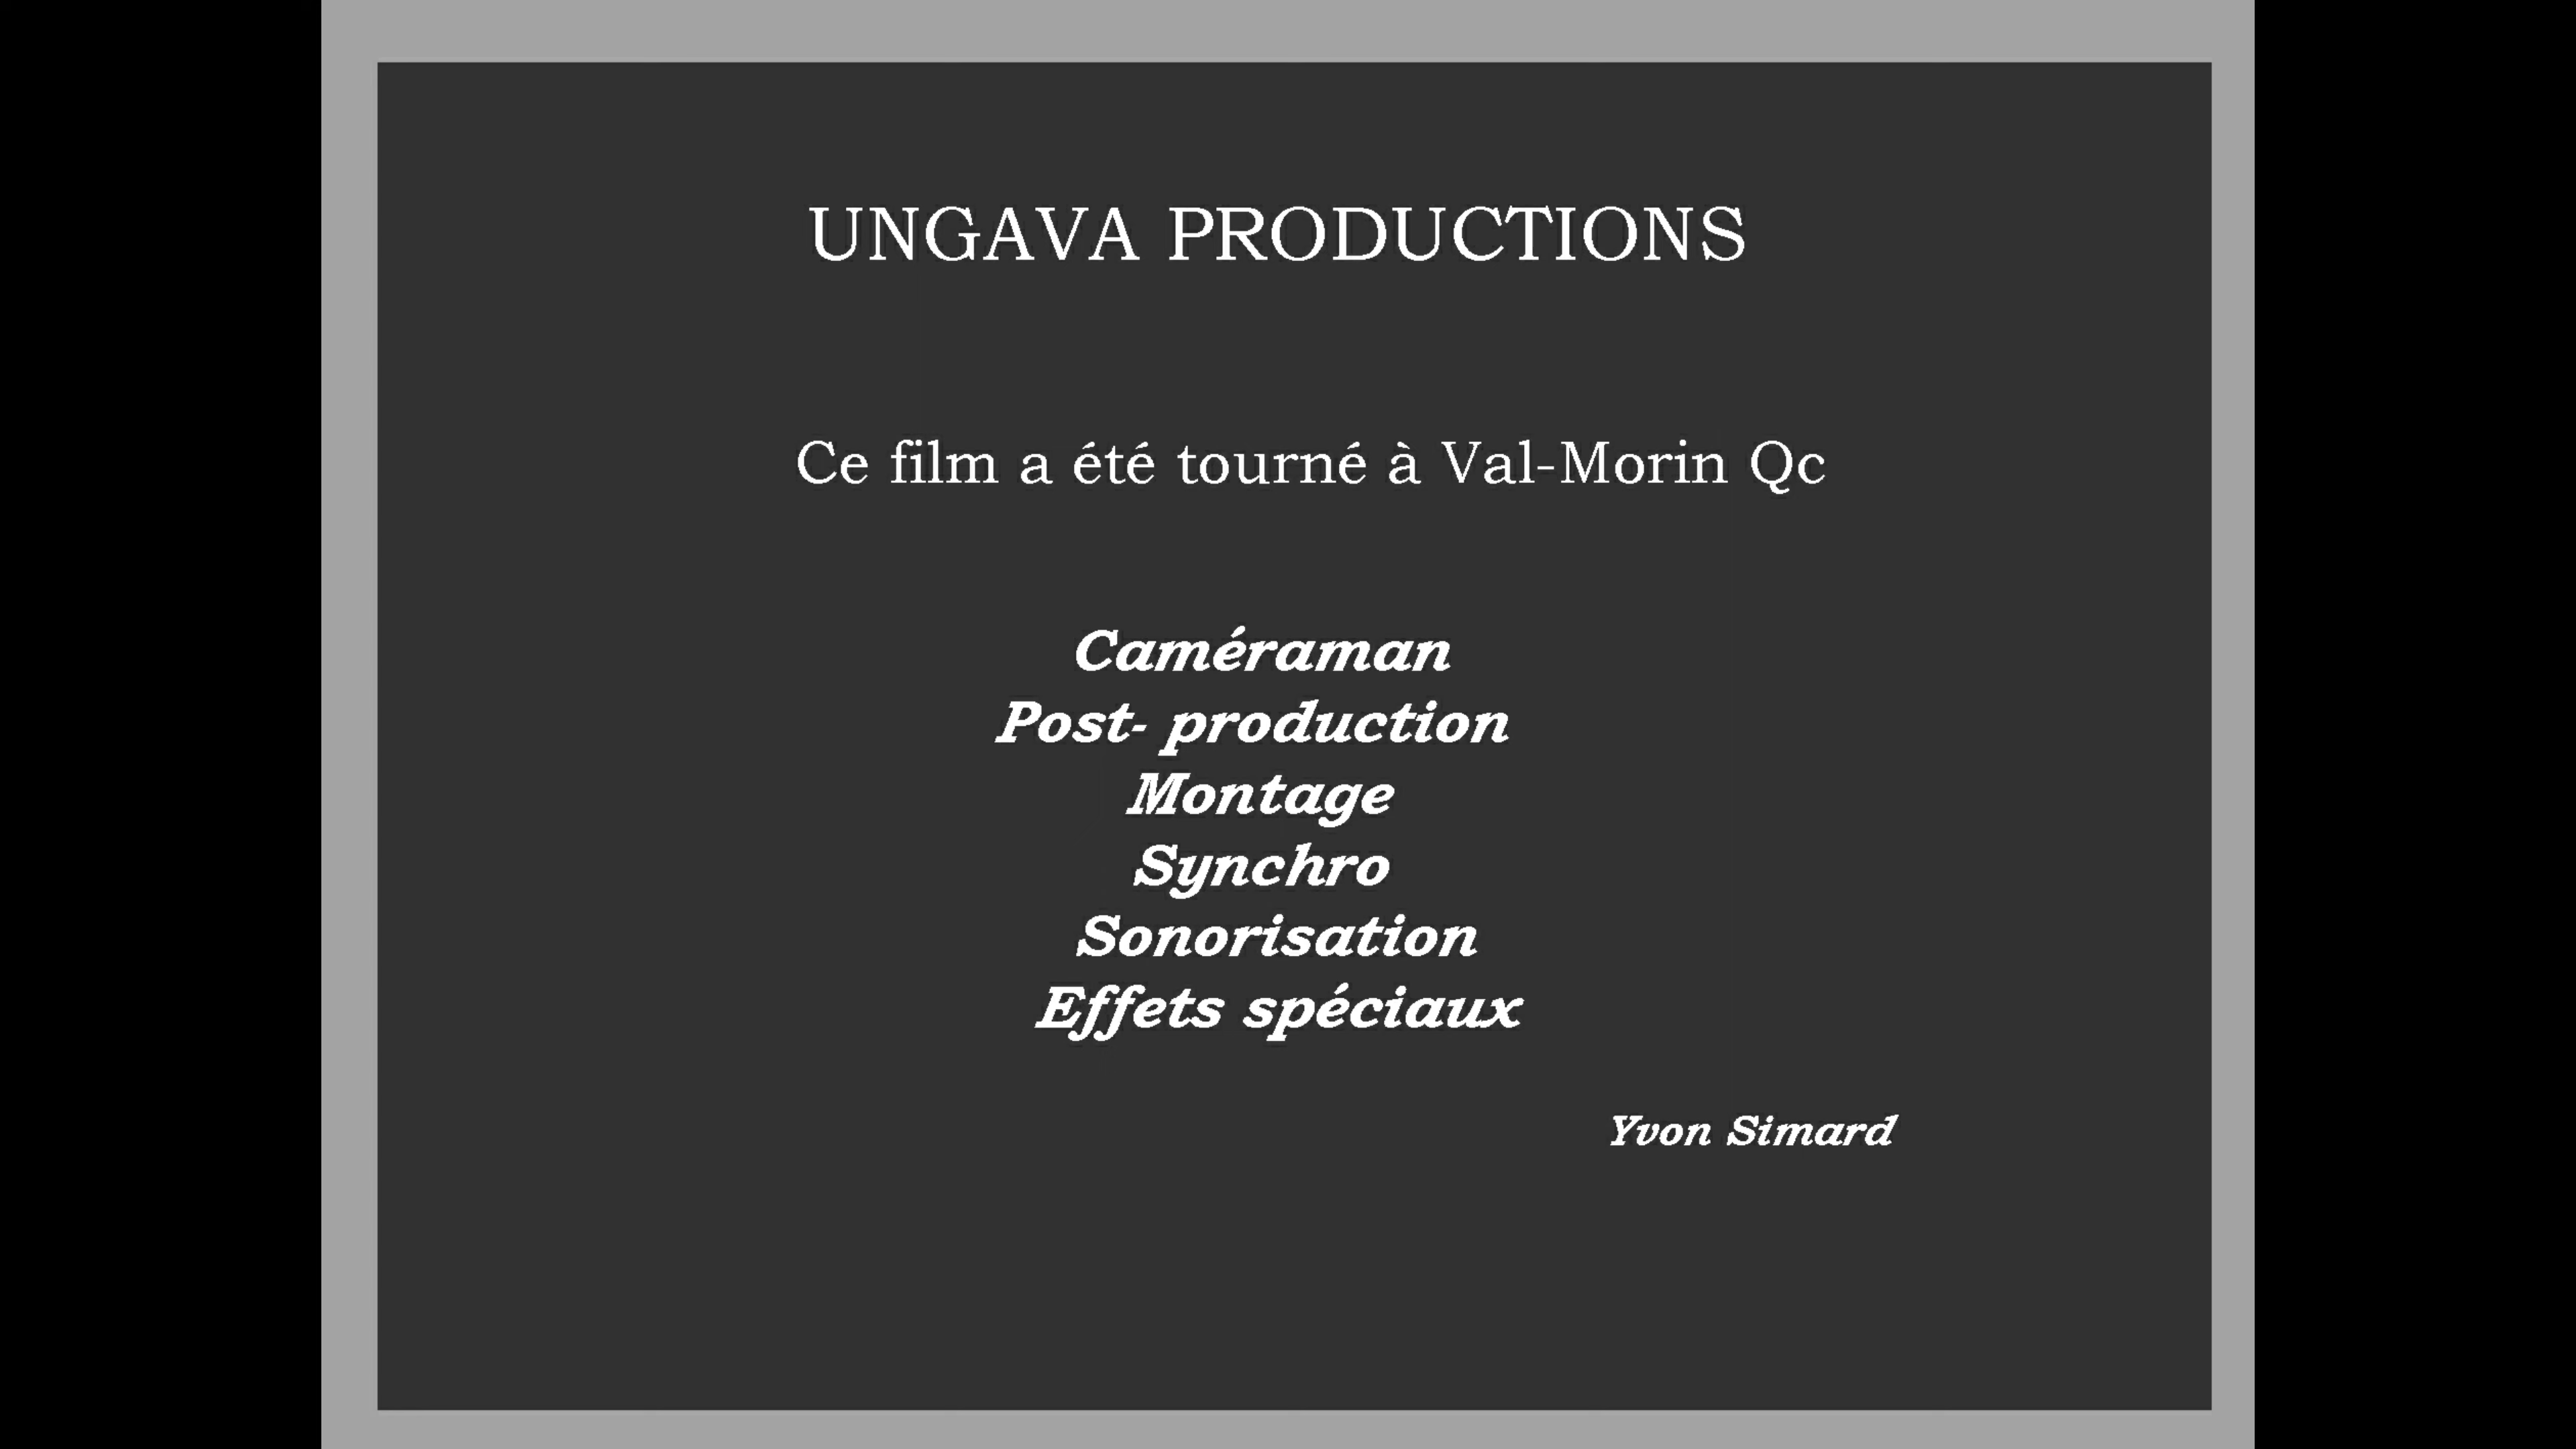 UNGAVA PRODUCTIONS
Ce film a été tourné à Val-Morin Qc
Caméraman
Post- production
Montage
Synchro
Sonorisation
Effets spéciaux
Yvon Simard